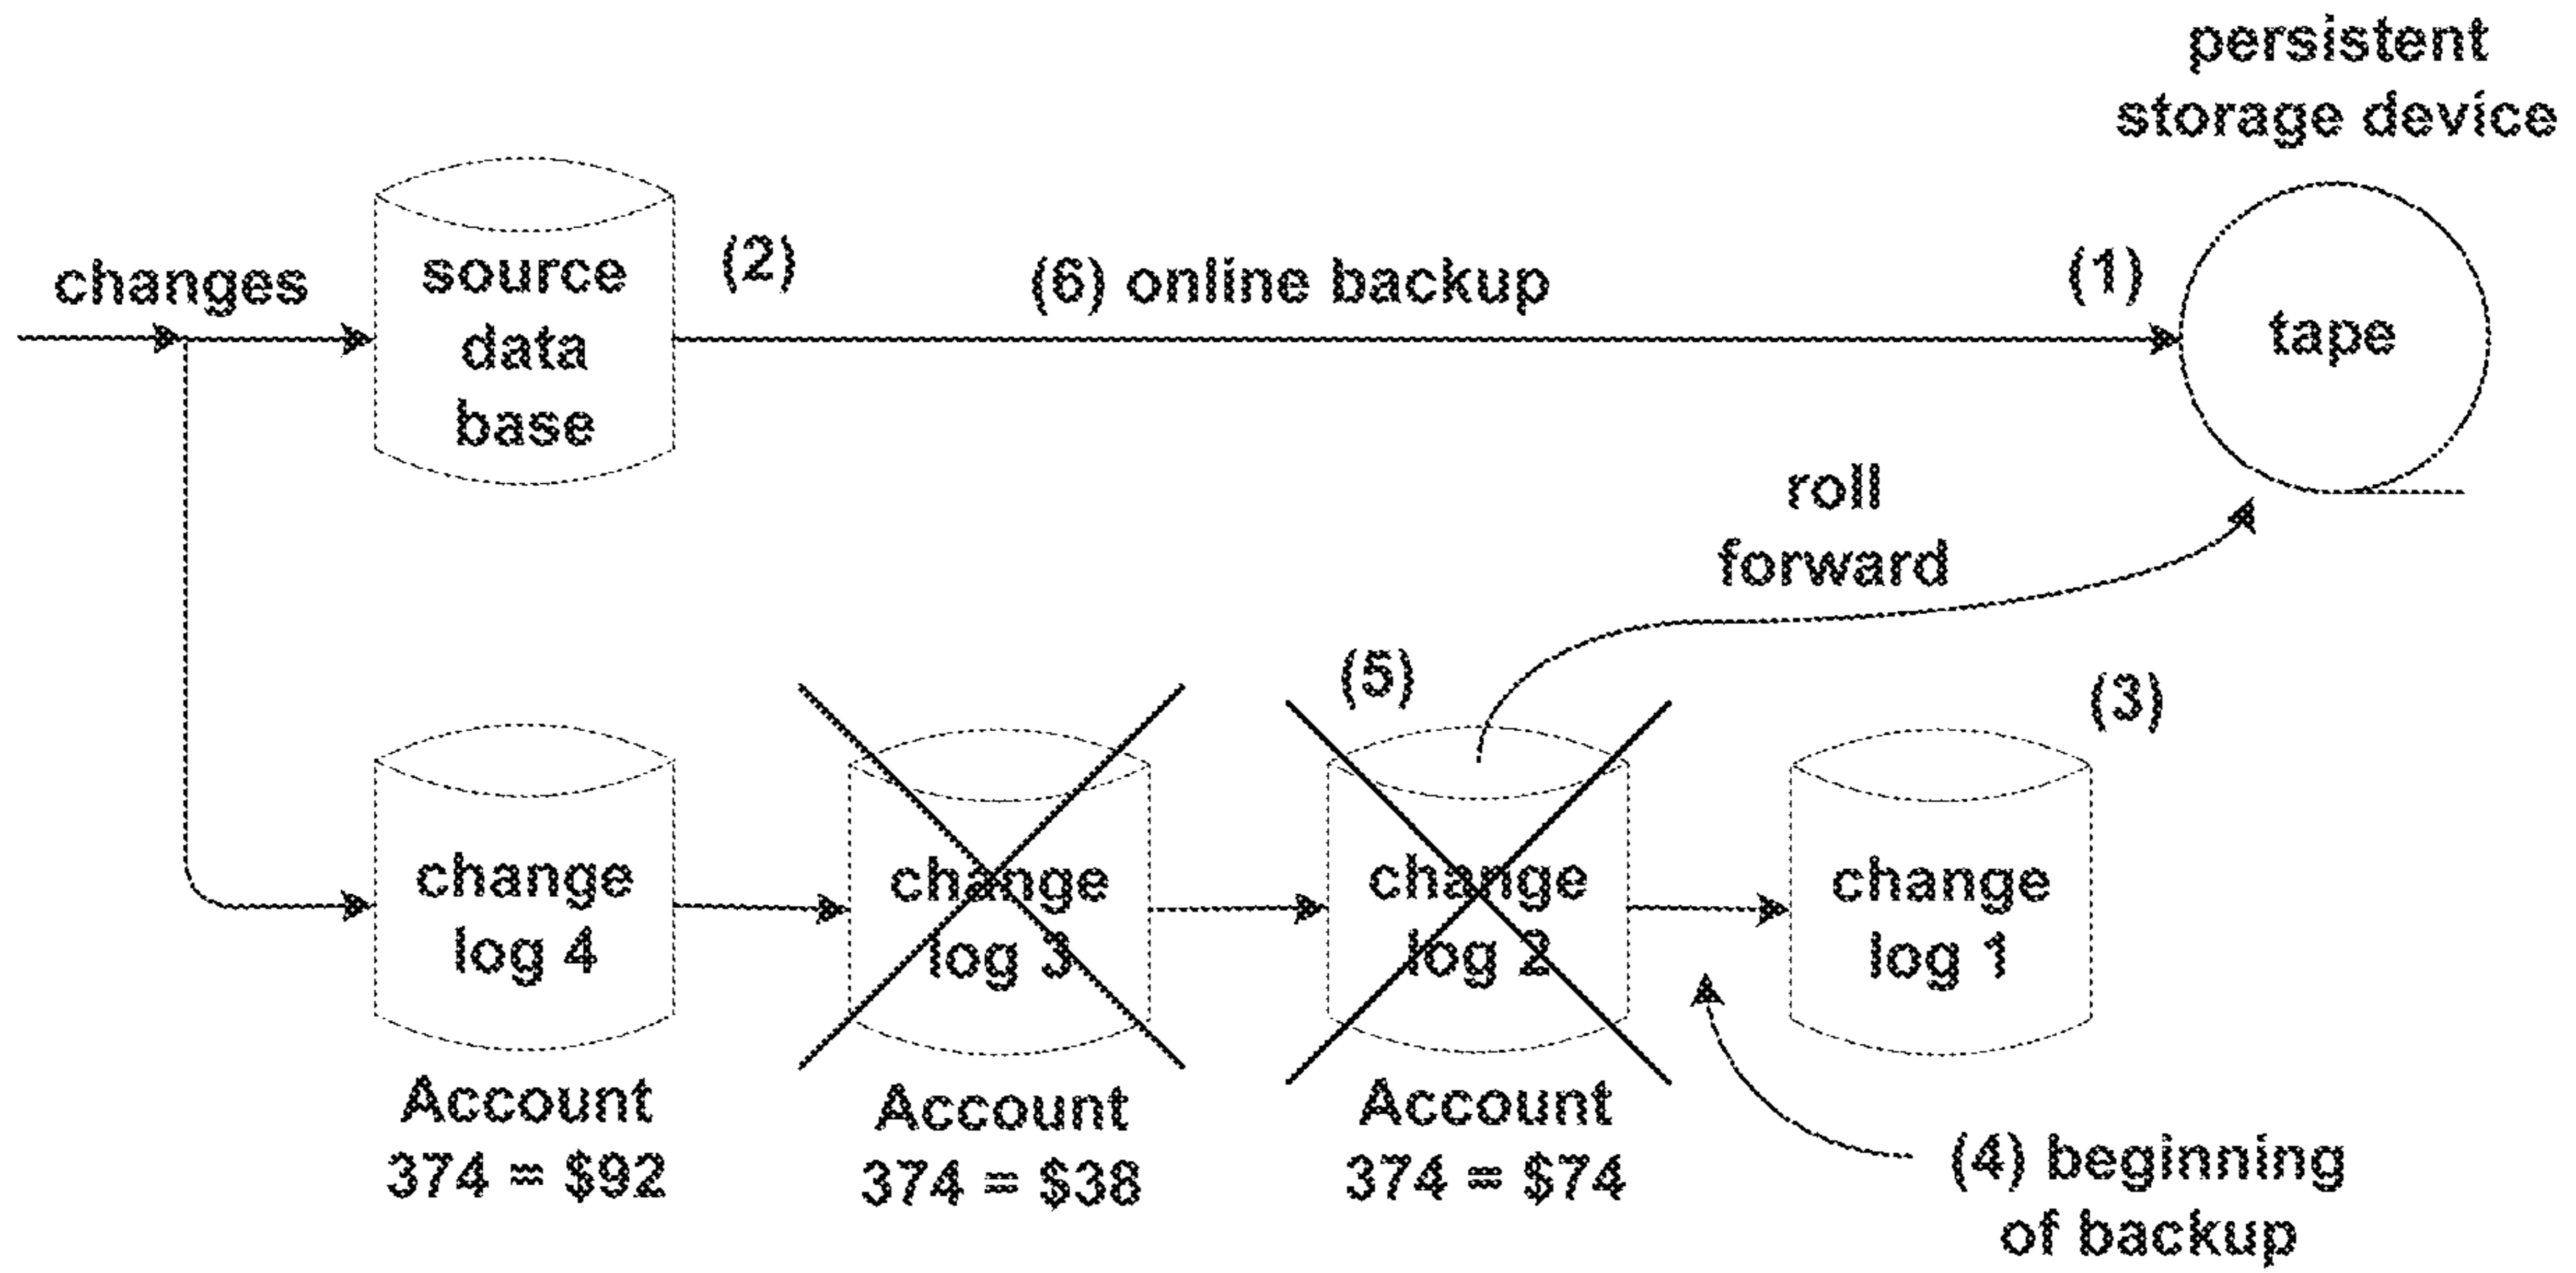 persistent
storage device
changes
source
data
base
(2)
(6) online backup
(1)
tape
roll
forward
(5)
(3)
change
log 4
change
log 3
change
log 2
change
log 1
Account
374 = $92
Account
374 = $38
Account
374 = $74
(4) beginning
of backup